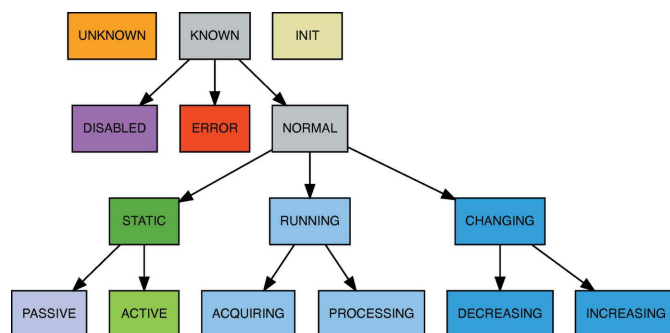 UNKNOWN
KNOWN
INIT
DISABLED
ERROR
NORMAL
STATIC
RUNNING
CHANGING
PASSIVE
ACTIVE
ACQUIRING
PROCESSING
DECREASING
INCREASING